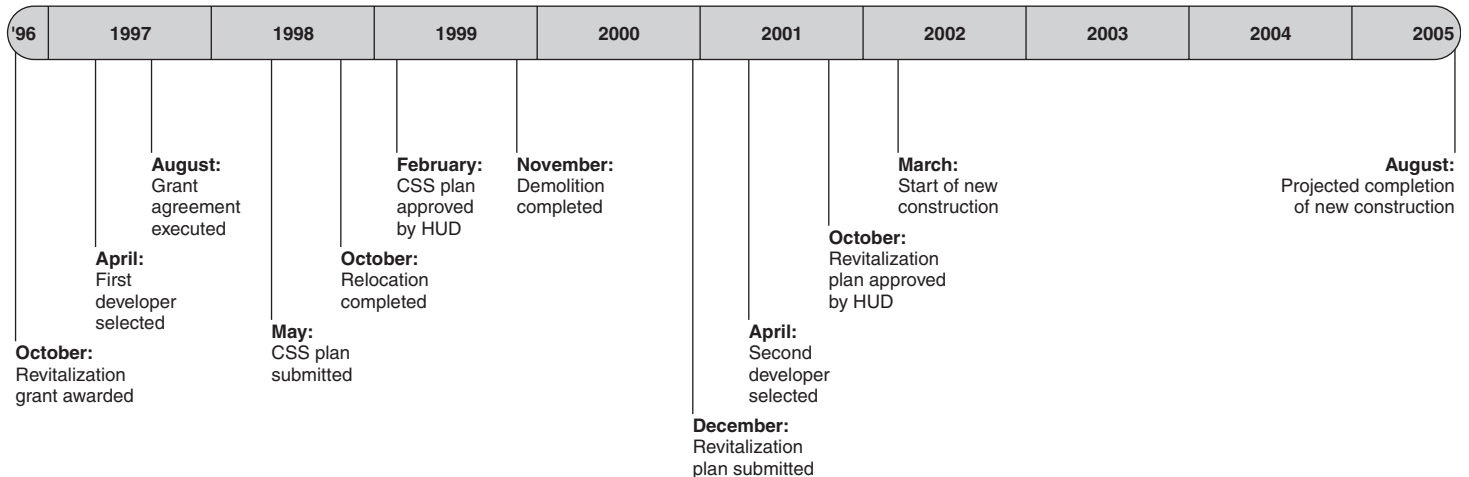 '96 1997 1998 1999 2000 2001 2002 2003 2004 2005
October:
Revitalization
grant awarded
April:
First
developer
selected
August:
Grant
agreement
executed
May:
CSS plan
submitted
October:
Relocation
completed
February:
CSS plan
approved
by HUD
November:
Demolition
completed
December:
Revitalization
plan submitted
April:
Second
developer
selected
October:
Revitalization
plan approved
by HUD
March:
Start of new
construction
August:
Projected completion
of new construction